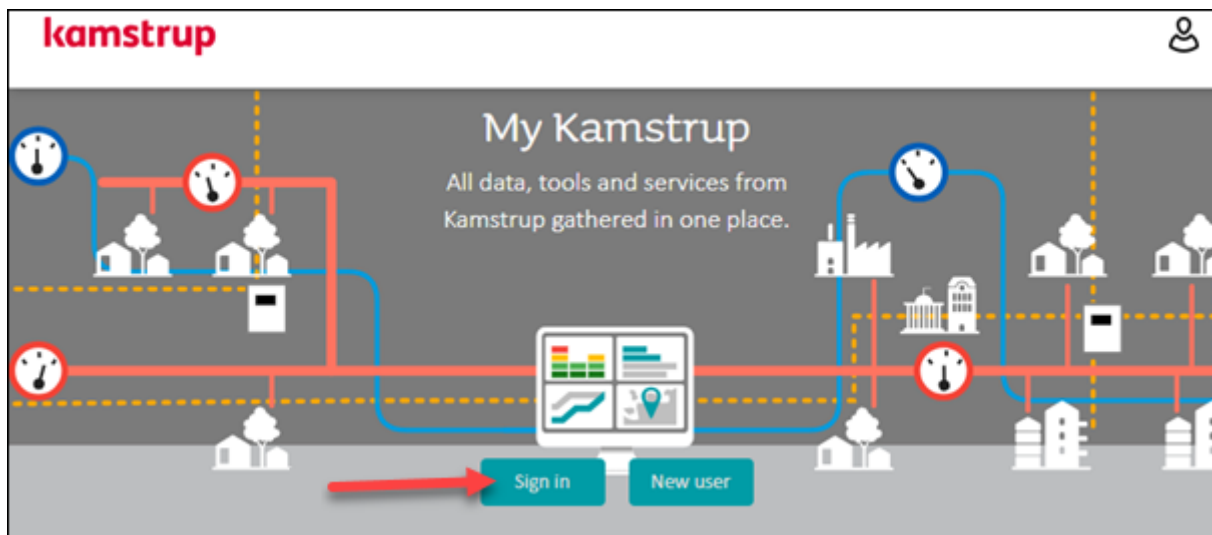 kamstrup
My Kamstrup
All data, tools and services from
Kamstrup gathered in one place.
Sign in
New user